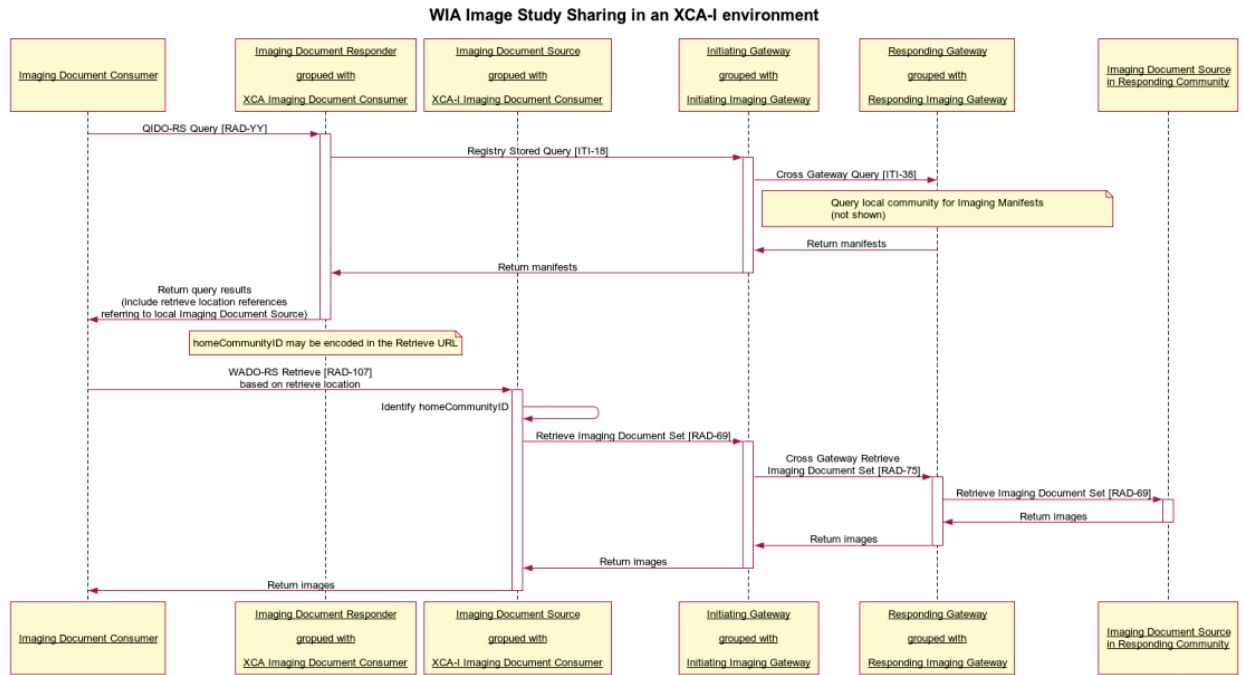 WIA Image Study Sharing in an XCA-I environment
Imaging Document Consumer
Imaging Document Responder
gropued with
XCA Imaging Document Consumer
Imaging Document Source
gropued with
XCA-I Imaging Document Consumer
Initiating Gateway
grouped with
Initiating Imaging Gateway
Responding Gateway
grouped with
Responding Imaging Gateway
Imaging Document Source
in Responding Community
QIDO-RS Query [RAD-YY]
Registry Stored Query [ITI-18]
Cross Gateway Query [ITI-38]
Query local community for Imaging Manifests
(not shown)
Return manifests
Return manifests
Return query results
(include retrieve location references
referring to local Imaging Document Source)
homeCommunityID may be encoded in the Retrieve URL
WADO-RS Retrieve [RAD-107]
based on retrieve location
Identify homeCommunityID
Retrieve Imaging Document Set [RAD-69]
Cross Gateway Retrieve
Imaging Document Set [RAD-75]
Retrieve Imaging Document Set [RAD-69]
Return images
Return images
Return images
Return images
Imaging Document Consumer
Imaging Document Responder
gropued with
XCA Imaging Document Consumer
Imaging Document Source
gropued with
XCA-I Imaging Document Consumer
Initiating Gateway
grouped with
Initiating Imaging Gateway
Responding Gateway
grouped with
Responding Imaging Gateway
Imaging Document Source
in Responding Community